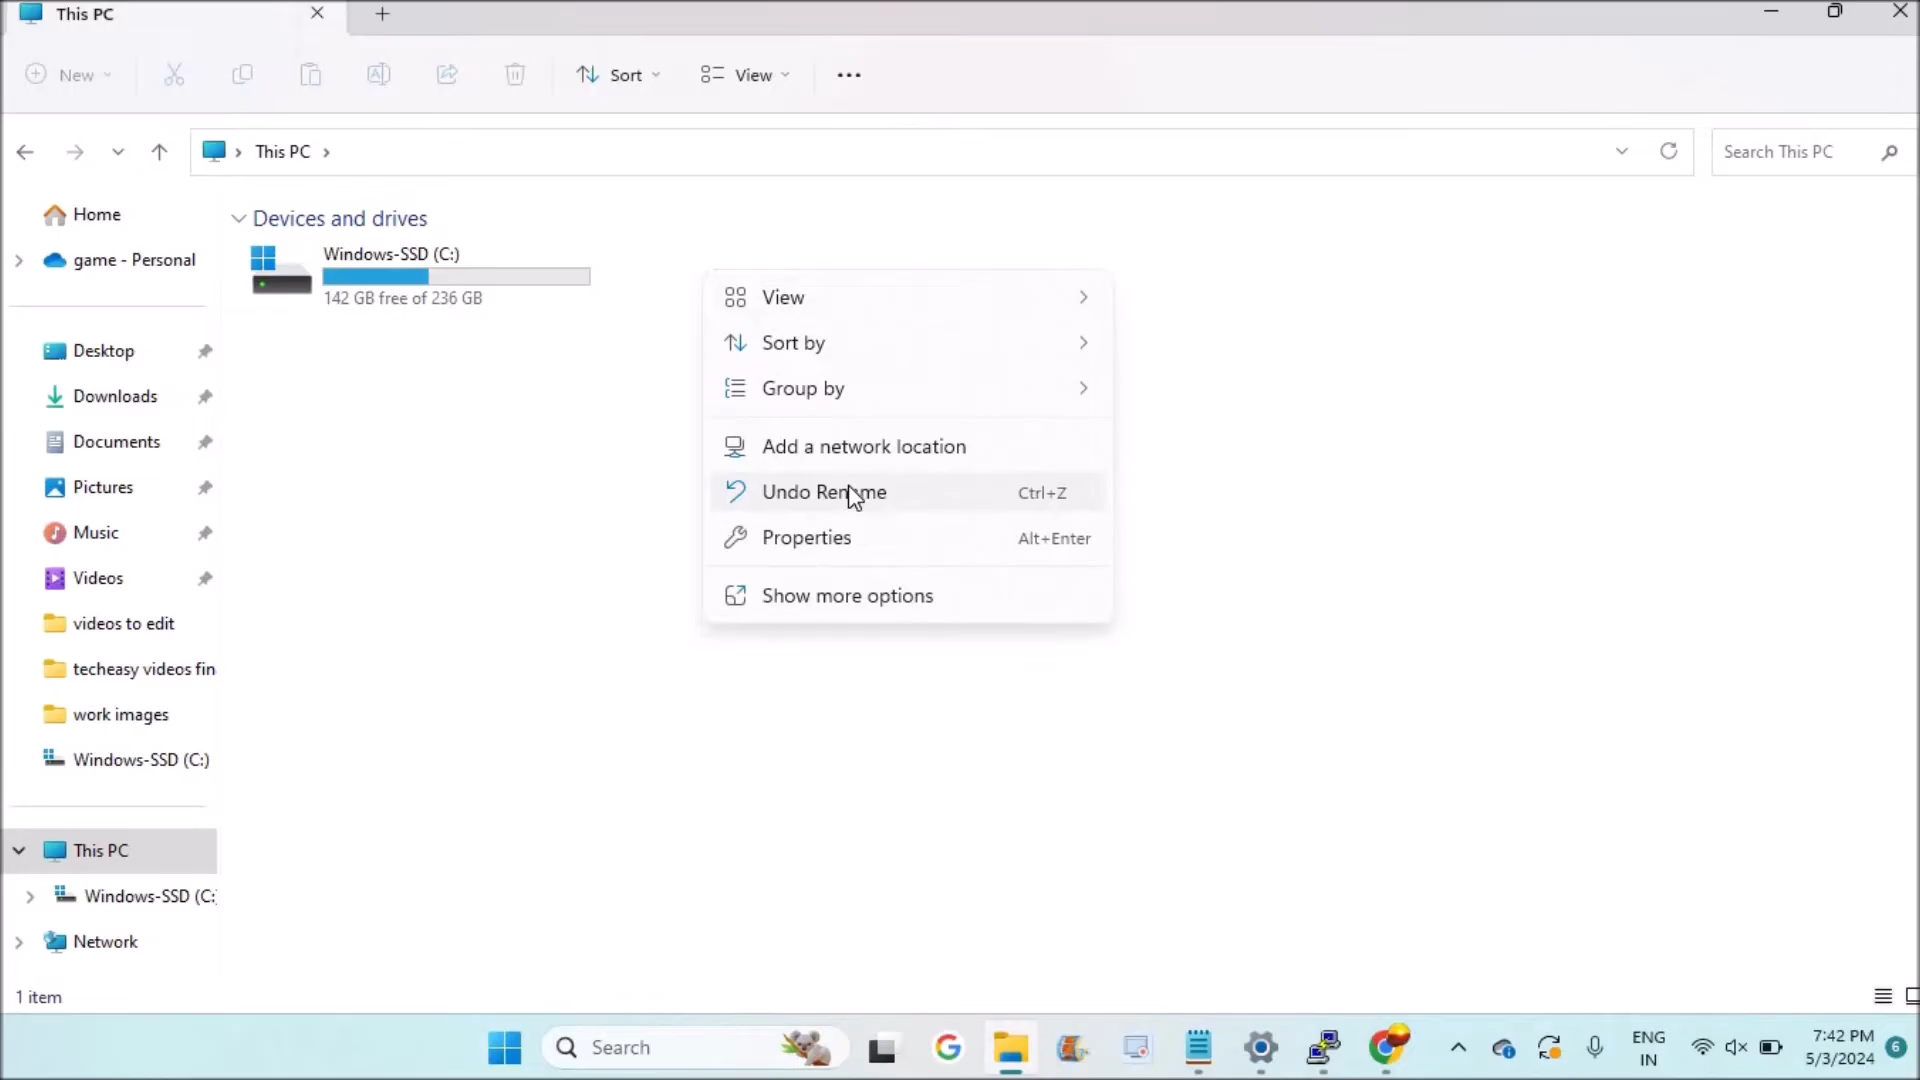 This PC
New
Sort
View
This PC
Search This PC
Home
game - Personal
Desktop
Downloads
Documents
Pictures
Music
Videos
videos to edit
techeasy videos fin
work images
Windows-SSD (C:)
This PC
Windows-SSD (C:
Network
Devices and drives
Windows-SSD (C:)
142 GB free of 236 GB
View
Sort by
Group by
Add a network location
Undo Rename Ctrl+Z
Properties Alt+Enter
Show more options
1 item
Search
ENG
IN
7:42 PM
5/3/2024
6